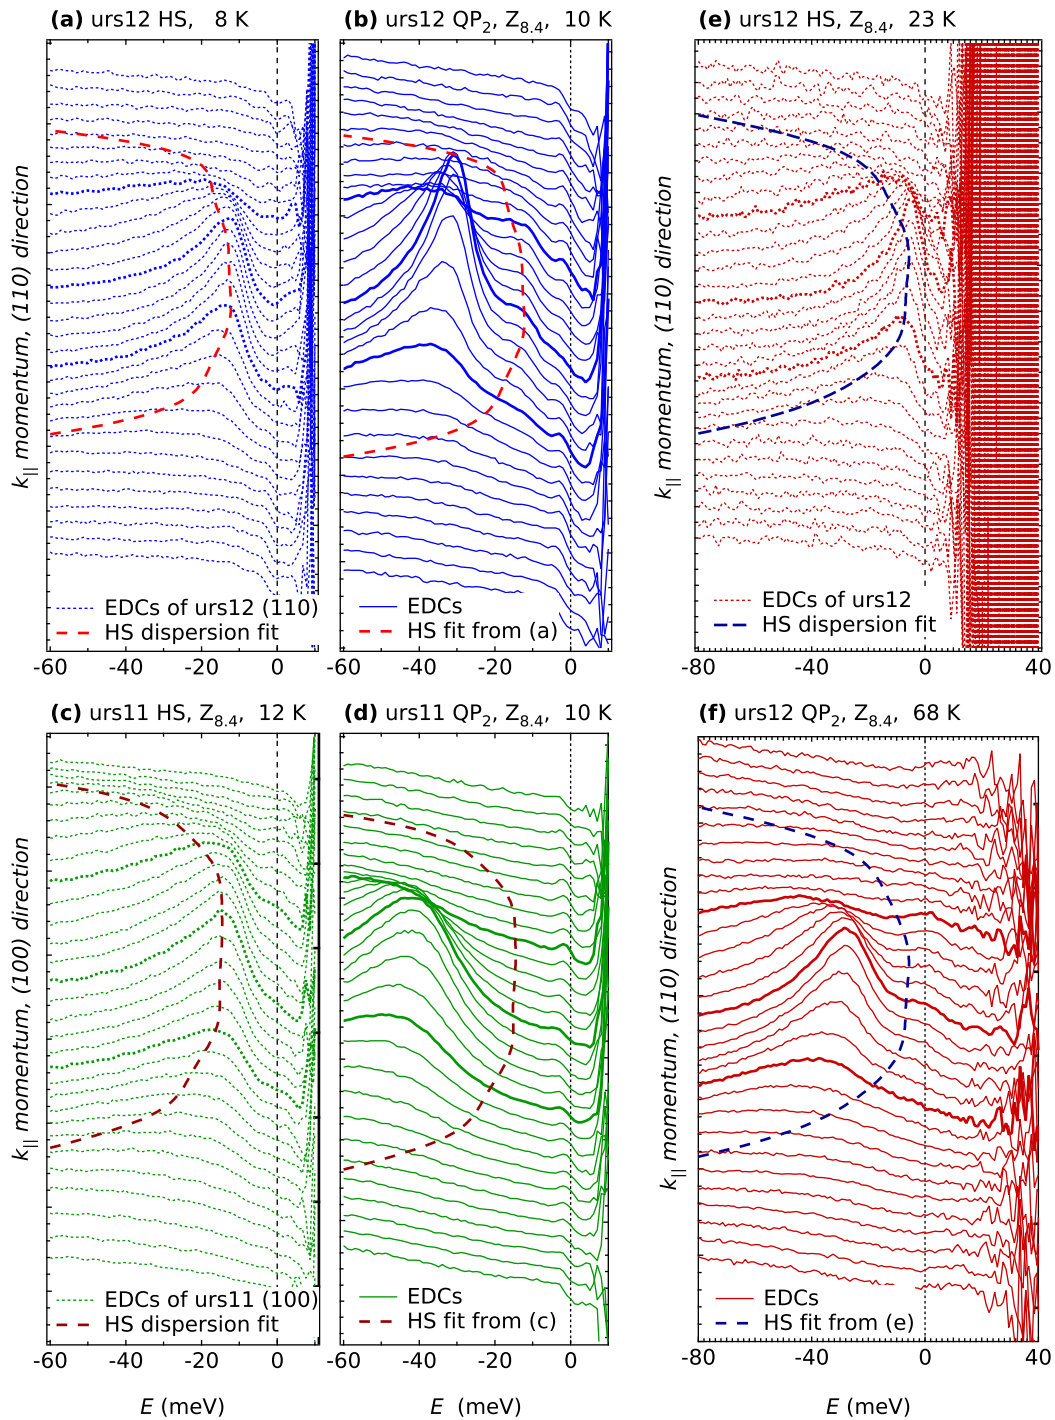 (a) urs12 HS, 8 K
(b) urs12 QP2, Z8.4, 10 K
(e) urs12 HS, Z8.4, 23 K
k|| momentum, (110) direction
k|| momentum, (110) direction
EDCs of urs12 (110)
HS dispersion fit
EDCs
HS fit from (a)
EDCs of urs12
HS dispersion fit
-60 -40 -20 0
-60 -40 -20 0
-80 -40 0 40
(c) urs11 HS, Z8.4, 12 K
(d) urs11 QP2, Z8.4, 10 K
(f) urs12 QP2, Z8.4, 68 K
k|| momentum, (100) direction
k|| momentum, (110) direction
EDCs of urs11 (100)
HS dispersion fit
EDCs
HS fit from (c)
EDCs
HS fit from (e)
-60 -40 -20 0
-60 -40 -20 0
-80 -40 0 40
E (meV)
E (meV)
E (meV)